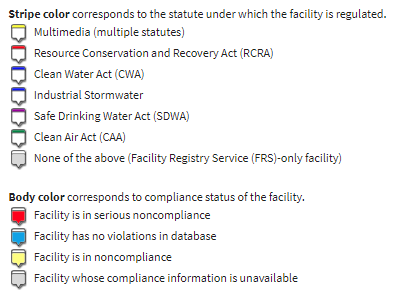 Stripe color corresponds to the statute under which the facility is regulated.
Multimedia (multiple statutes)
Resource Conservation and Recovery Act (RCRA)
Clean Water Act (CWA)
Industrial Stormwater
Safe Drinking Water Act (SDWA)
Clean Air Act (CAA)
None of the above (Facility Registry Service (FRS)-only facility)
Body color corresponds to compliance status of the facility.
Facility is in serious noncompliance
Facility has no violations in database
Facility is in noncompliance
Facility whose compliance information is unavailable